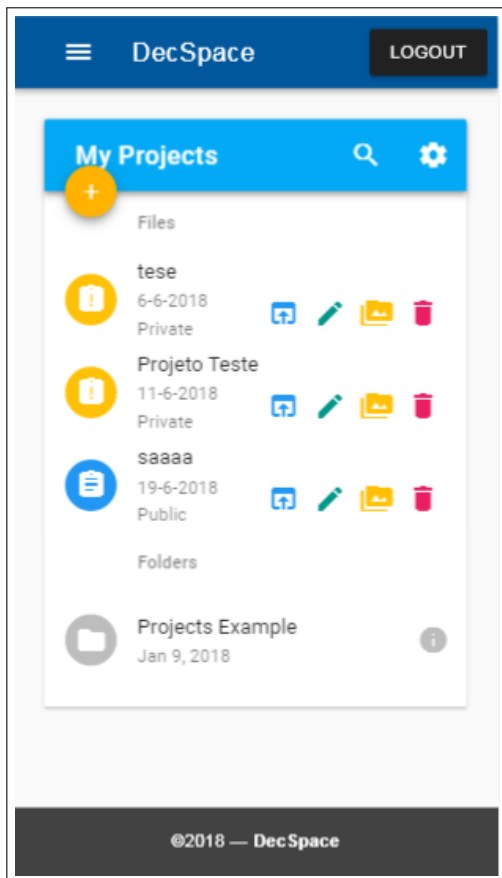 DecSpace
LOGOUT
My Projects
Files
tese
6-6-2018
Private
Projeto Teste
11-6-2018
Private
saaaa
19-6-2018
Public
Folders
Projects Example
Jan 9, 2018
©2018 — DecSpace